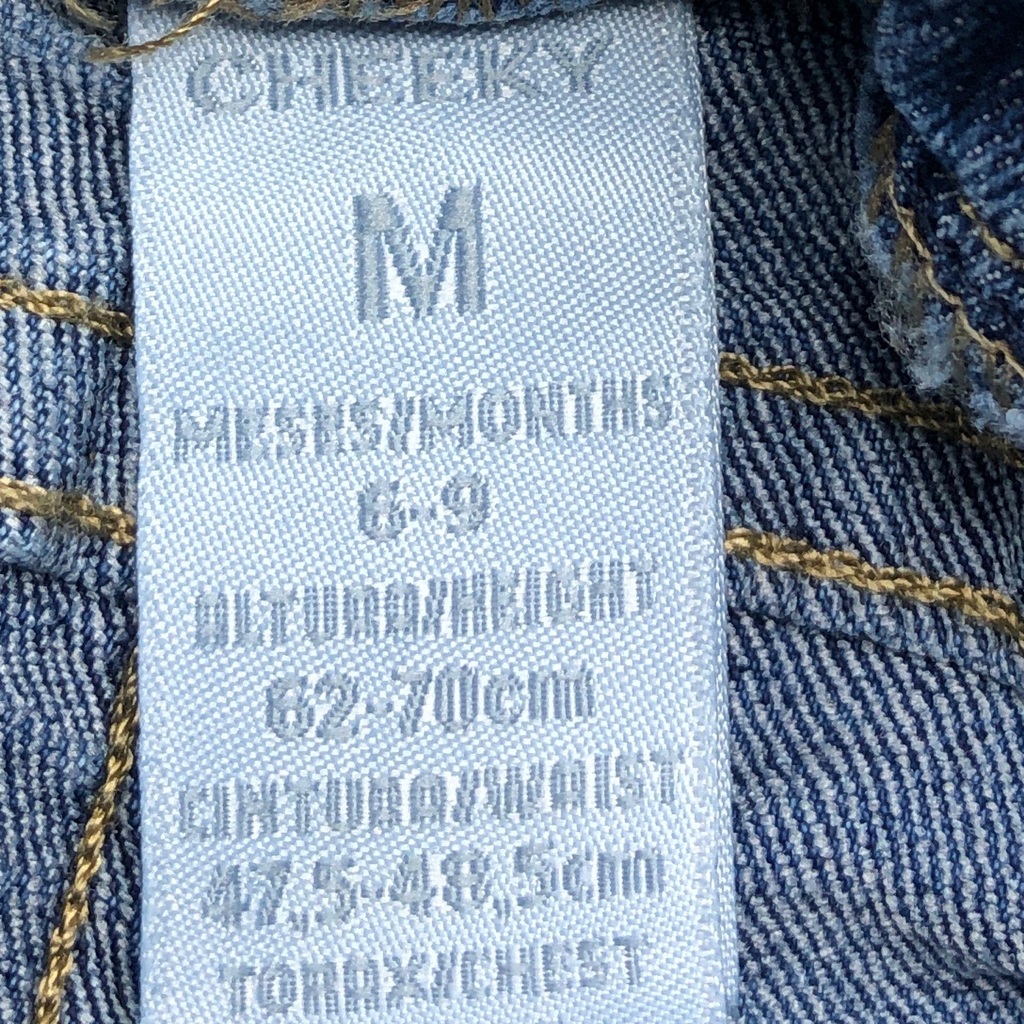 CHEEKY
M
MESES/MONTHS
6-9
ALTURA/HEIGHT
62-70cm
CINTURA/WAIST
47,5-48,5cm
TORAX/CHEST